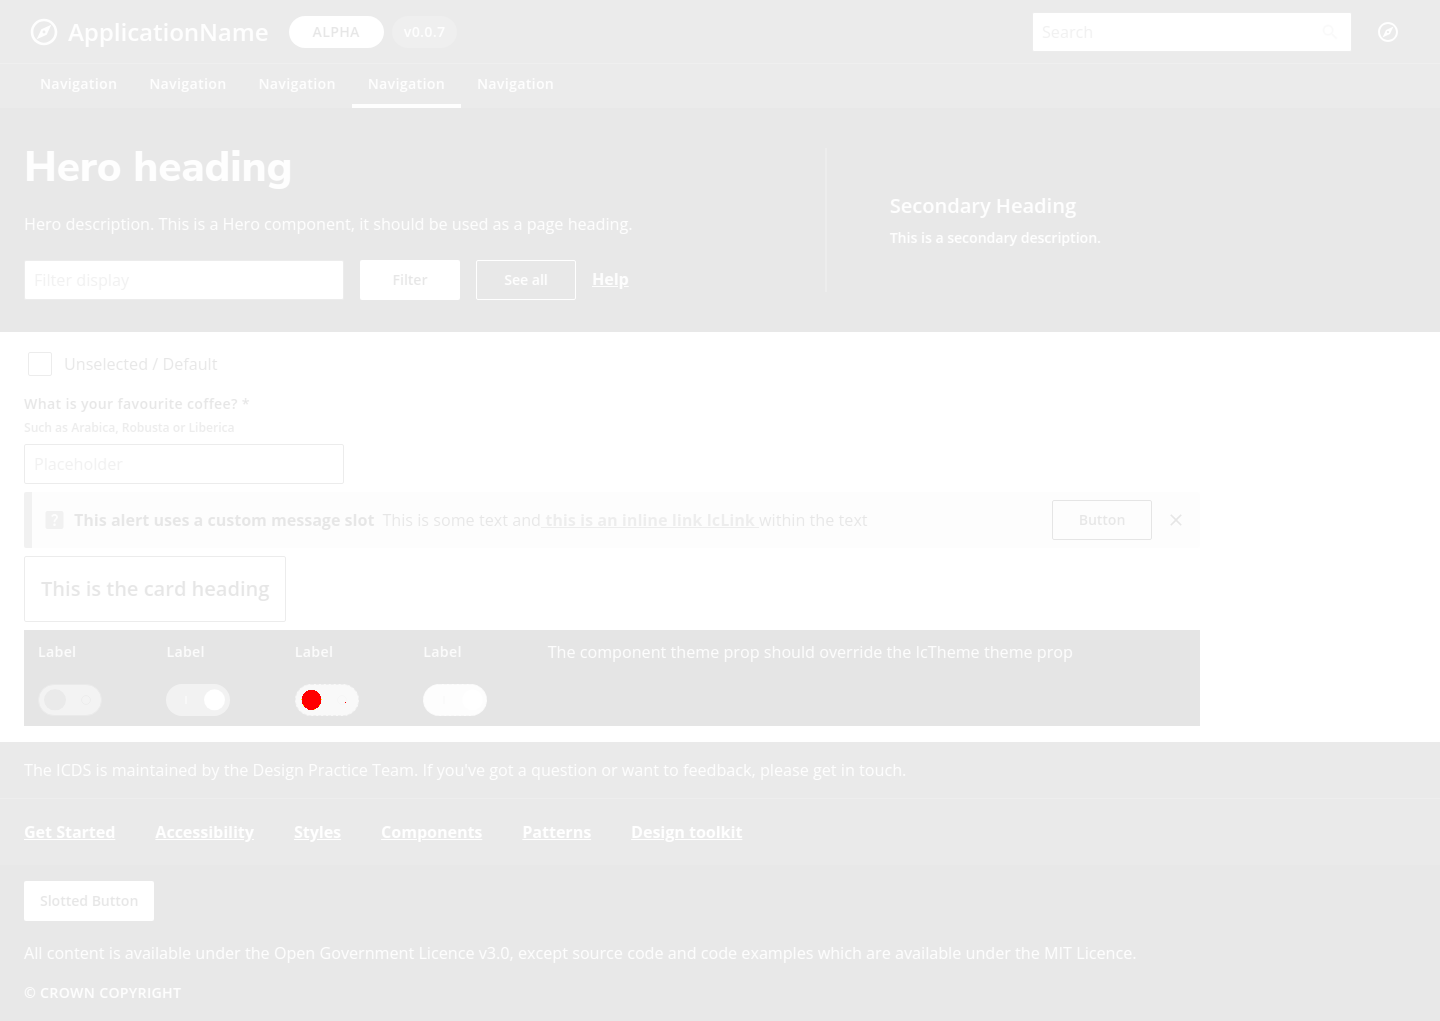 ApplicationName ALPHA v0.0.7 Search
Navigation Navigation Navigation Navigation Navigation
Hero heading
Hero description. This is a Hero component, it should be used as a page heading.
Secondary Heading
This is a secondary description.
Filter display Filter See all Help
Unselected / Default
What is your favourite coffee? *
Such as Arabica, Robusta or Liberica
Placeholder
This alert uses a custom message slot This is some text and this is an inline link IcLink within the text Button
This is the card heading
Label Label Label Label The component theme prop should override the IcTheme theme prop
The ICDS is maintained by the Design Practice Team. If you've got a question or want to feedback, please get in touch.
Get Started Accessibility Styles Components Patterns Design toolkit
Slotted Button
All content is available under the Open Government Licence v3.0, except source code and code examples which are available under the MIT Licence.
© CROWN COPYRIGHT